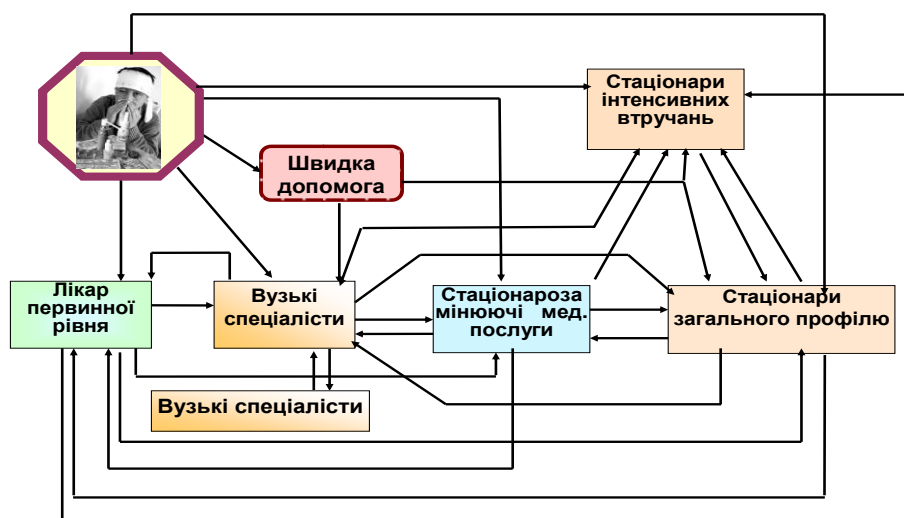 Стаціонари
інтенсивних
втручань
Швидка
допомога
Лікар
первинної
рівня
Вузькі
спеціалісти
Стаціонароза
мінюючі мед.
послуги
Стаціонари
загального профілю
Вузькі спеціалісти